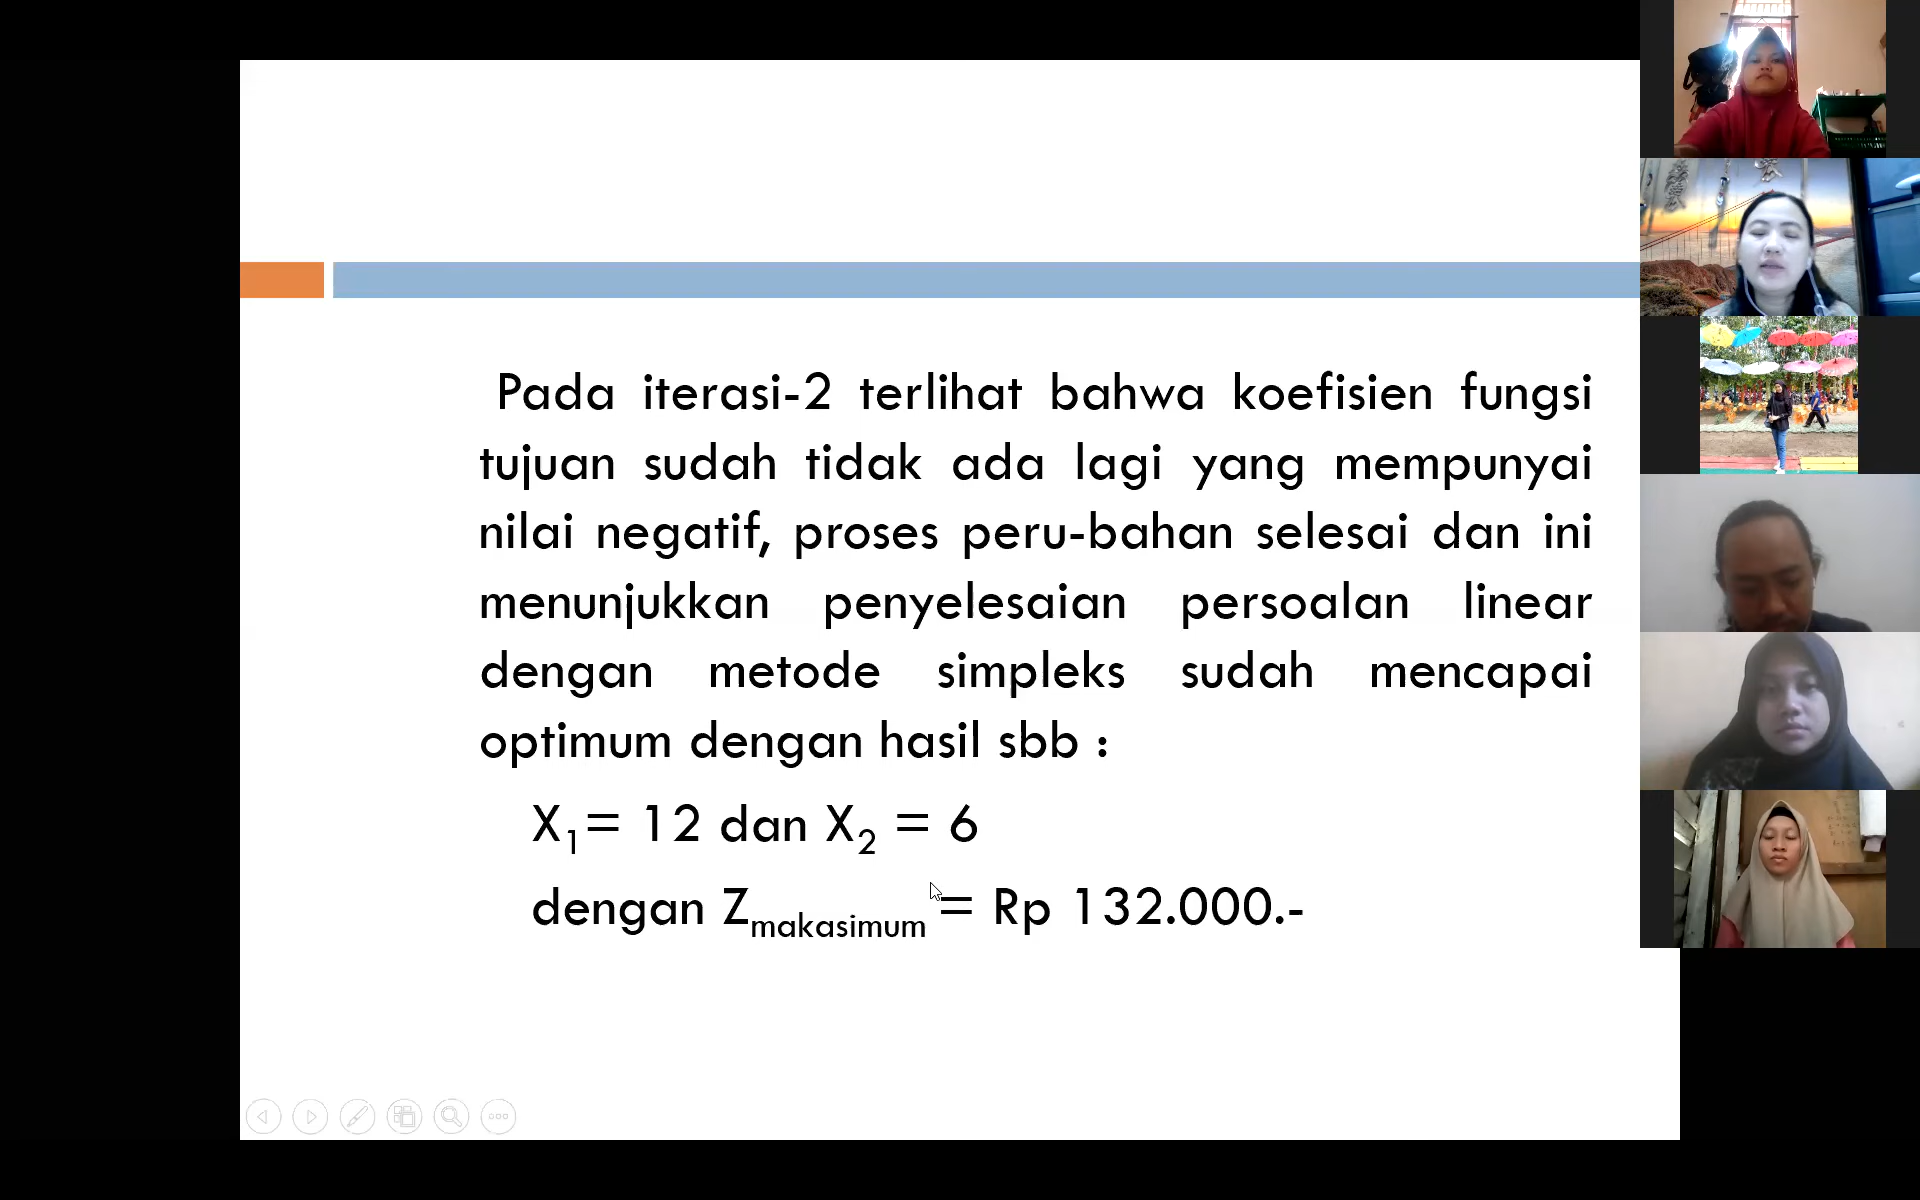 Pada iterasi-2 terlihat bahwa koefisien fungsi
tujuan sudah tidak ada lagi yang mempunyai
nilai negatif, proses peru-bahan selesai dan ini
menunjukkan penyelesaian persoalan linear
dengan metode simpleks sudah mencapai
optimum dengan hasil sbb :
X₁= 12 dan X₂ = 6
dengan Zmakasimum = Rp 132.000.-